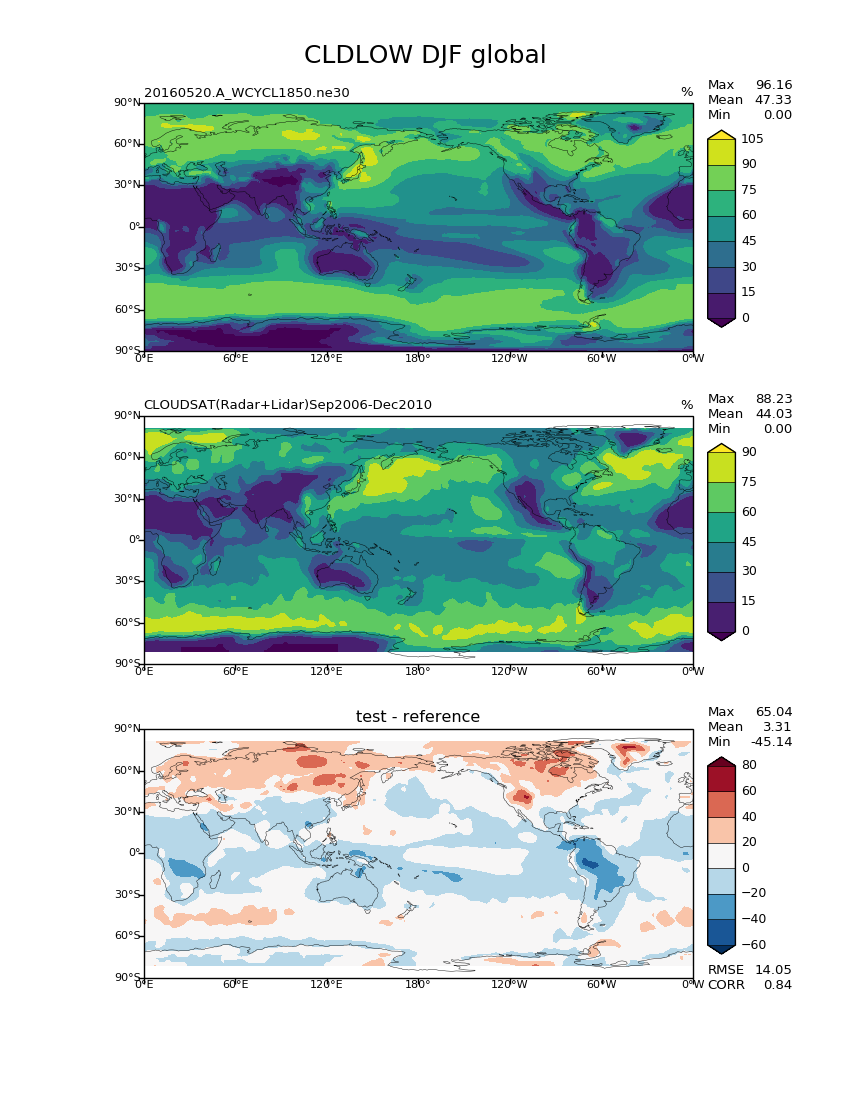 CLDLOW DJF global
20160520.A_WCYCL1850.ne30 %
Max 96.16
Mean 47.33
Min 0.00
90°N
60°N
30°N
0°
30°S
60°S
90°S
0°E 60°E 120°E 180° 120°W 60°W 0°W
105
90
75
60
45
30
15
0
CLOUDSAT(Radar+Lidar)Sep2006-Dec2010 %
Max 88.23
Mean 44.03
Min 0.00
90°N
60°N
30°N
0°
30°S
60°S
90°S
0°E 60°E 120°E 180° 120°W 60°W 0°W
90
75
60
45
30
15
0
test - reference
Max 65.04
Mean 3.31
Min -45.14
90°N
60°N
30°N
0°
30°S
60°S
90°S
0°E 60°E 120°E 180° 120°W 60°W 0°W
80
60
40
20
0
−20
−40
−60
RMSE 14.05
CORR 0.84